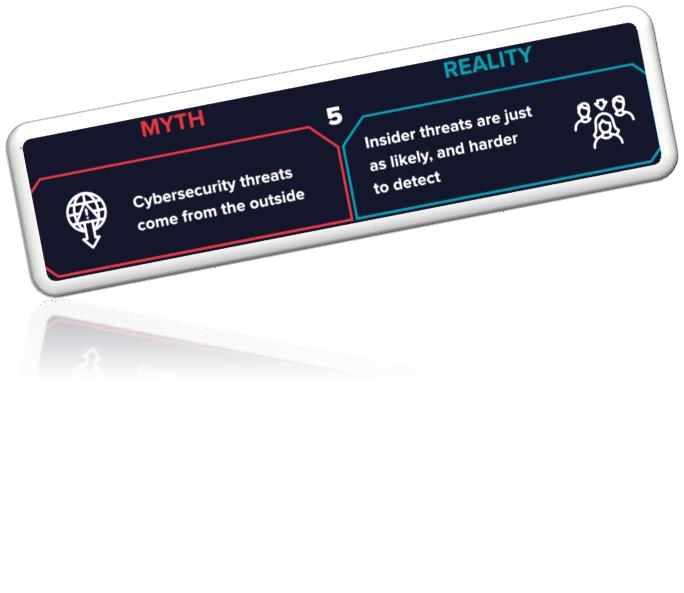 MYTH
5
REALITY
Cybersecurity threats
come from the outside
Insider threats are just
as likely, and harder
to detect